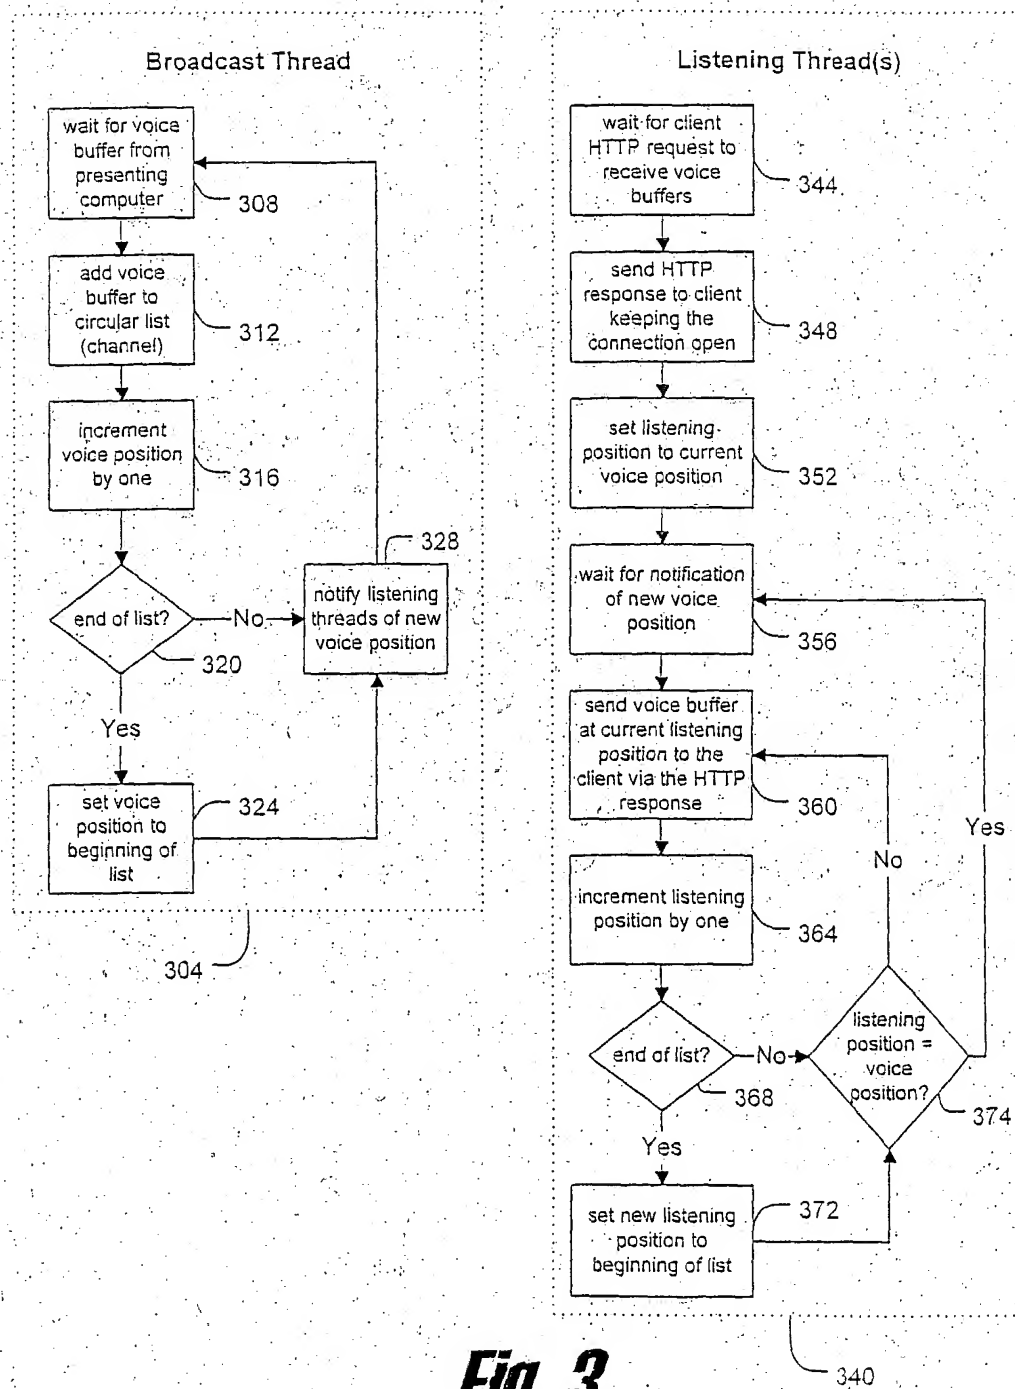 Broadcast Thread
wait for voice
buffer from
presenting
computer
308
add voice
buffer to
circular list
(channel)
312
increment
voice position
by one
316
end of list?
No
320
Yes
328
notify listening
threads of new
voice position
set voice
position to
beginning of
list
324
304
Listening Thread(s)
wait for client
HTTP request to
receive voice
buffers
344
send HTTP
response to client
keeping the
connection open
348
set listening
position to current
voice position
352
wait for notification
of new voice
position
356
send voice buffer
at current listening
position to the
client via the HTTP
response
360
increment listening
position by one
364
end of list?
No
368
Yes
listening
position =
voice
position?
374
No
Yes
set new listening
position to
beginning of list
372
340
Fig. 3